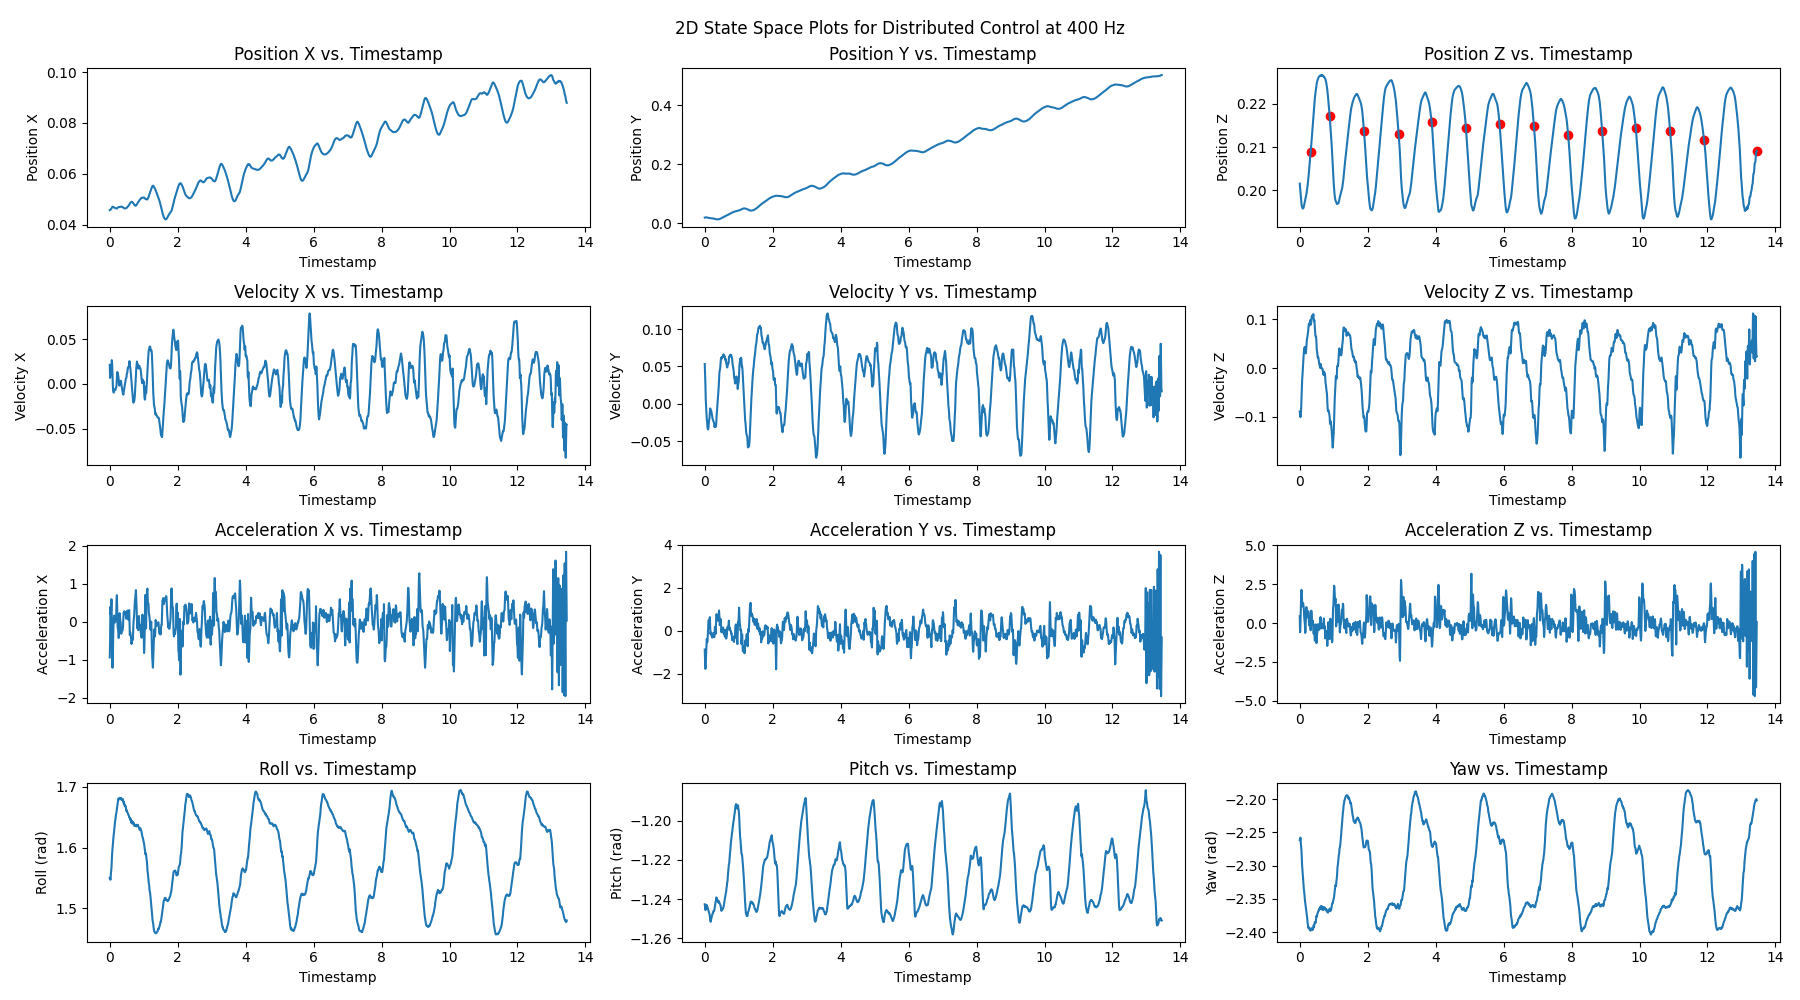 2D State Space Plots for Distributed Control at 400 Hz
Position X vs. Timestamp
Position X
0.10
0.08
0.06
0.04
0 2 4 6 8 10 12 14
Timestamp
Position Y vs. Timestamp
Position Y
0.4
0.2
0.0
0 2 4 6 8 10 12 14
Timestamp
Position Z vs. Timestamp
Position Z
0.22
0.21
0.20
0 2 4 6 8 10 12 14
Timestamp
Velocity X vs. Timestamp
Velocity X
0.05
0.00
−0.05
0 2 4 6 8 10 12 14
Timestamp
Velocity Y vs. Timestamp
Velocity Y
0.10
0.05
0.00
−0.05
0 2 4 6 8 10 12 14
Timestamp
Velocity Z vs. Timestamp
Velocity Z
0.1
0.0
−0.1
0 2 4 6 8 10 12 14
Timestamp
Acceleration X vs. Timestamp
Acceleration X
2
1
0
−1
−2
0 2 4 6 8 10 12 14
Timestamp
Acceleration Y vs. Timestamp
Acceleration Y
4
2
0
−2
0 2 4 6 8 10 12 14
Timestamp
Acceleration Z vs. Timestamp
Acceleration Z
5.0
2.5
0.0
−2.5
−5.0
0 2 4 6 8 10 12 14
Timestamp
Roll vs. Timestamp
Roll (rad)
1.7
1.6
1.5
0 2 4 6 8 10 12 14
Timestamp
Pitch vs. Timestamp
Pitch (rad)
−1.20
−1.22
−1.24
−1.26
0 2 4 6 8 10 12 14
Timestamp
Yaw vs. Timestamp
Yaw (rad)
−2.20
−2.25
−2.30
−2.35
−2.40
0 2 4 6 8 10 12 14
Timestamp